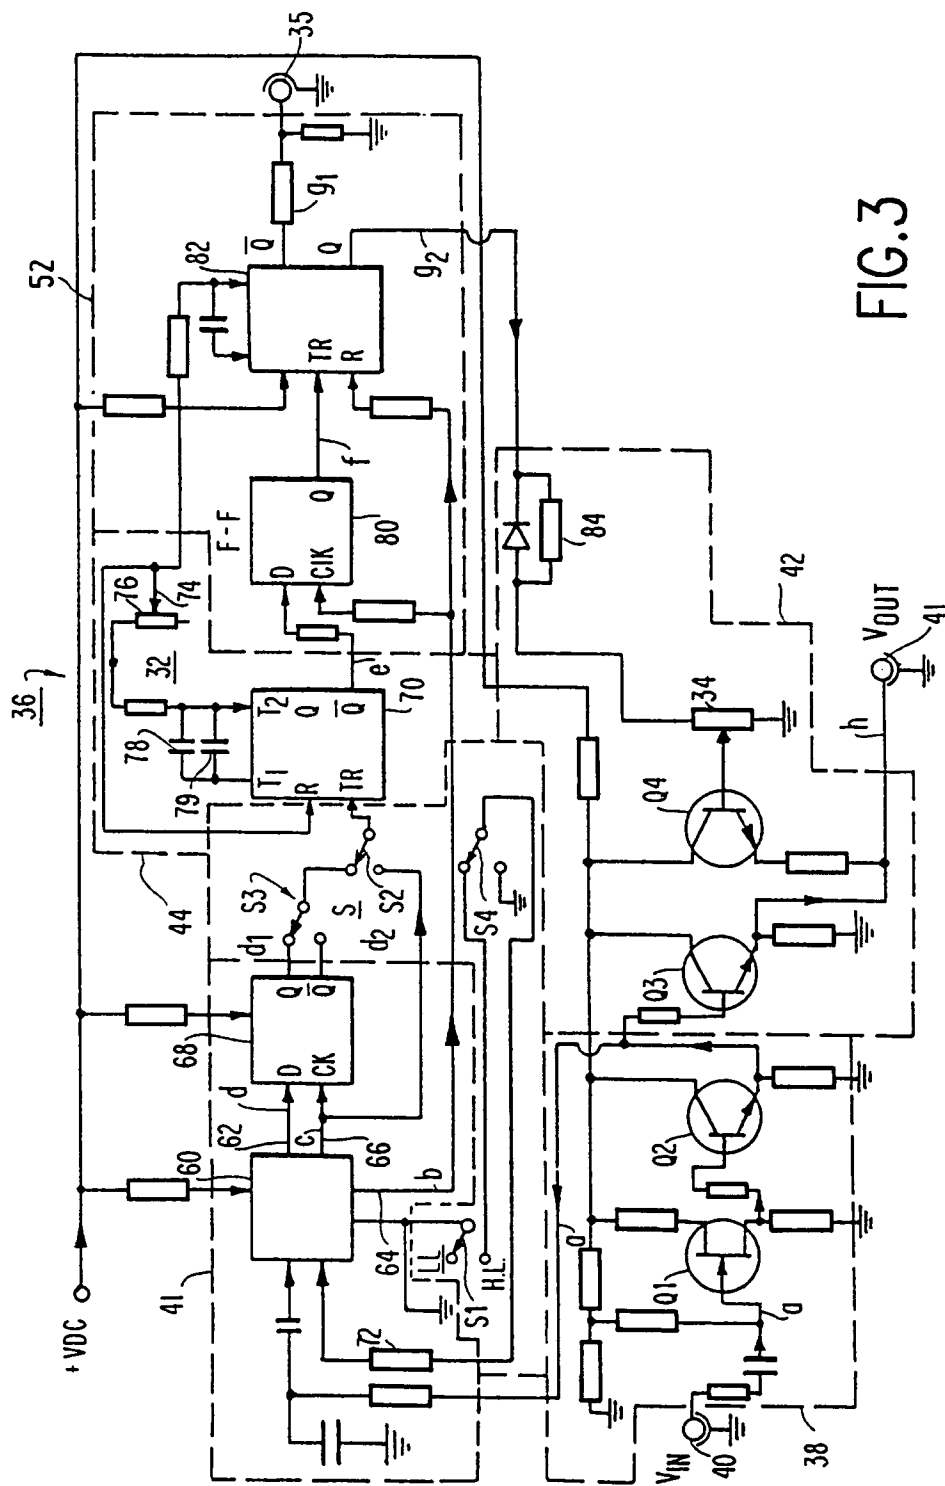 36
52
35
+VDC
44
60
68
78
79
32
76
74
82
Q̅
Q
g1
g2
62
d
D
Q
Q̅
d1
S3
S
d2
S2
T1
T2
R
TR
Q
Q̅
e
70
F-F
D
ClK
Q
80
f
TR
R
41
c
CK
66
64
b
LL
H.L.
S1
S4
72
84
42
34
a
Q1
a
Q2
Q3
Q4
h
VOUT
41
VIN
40
38
FIG.3